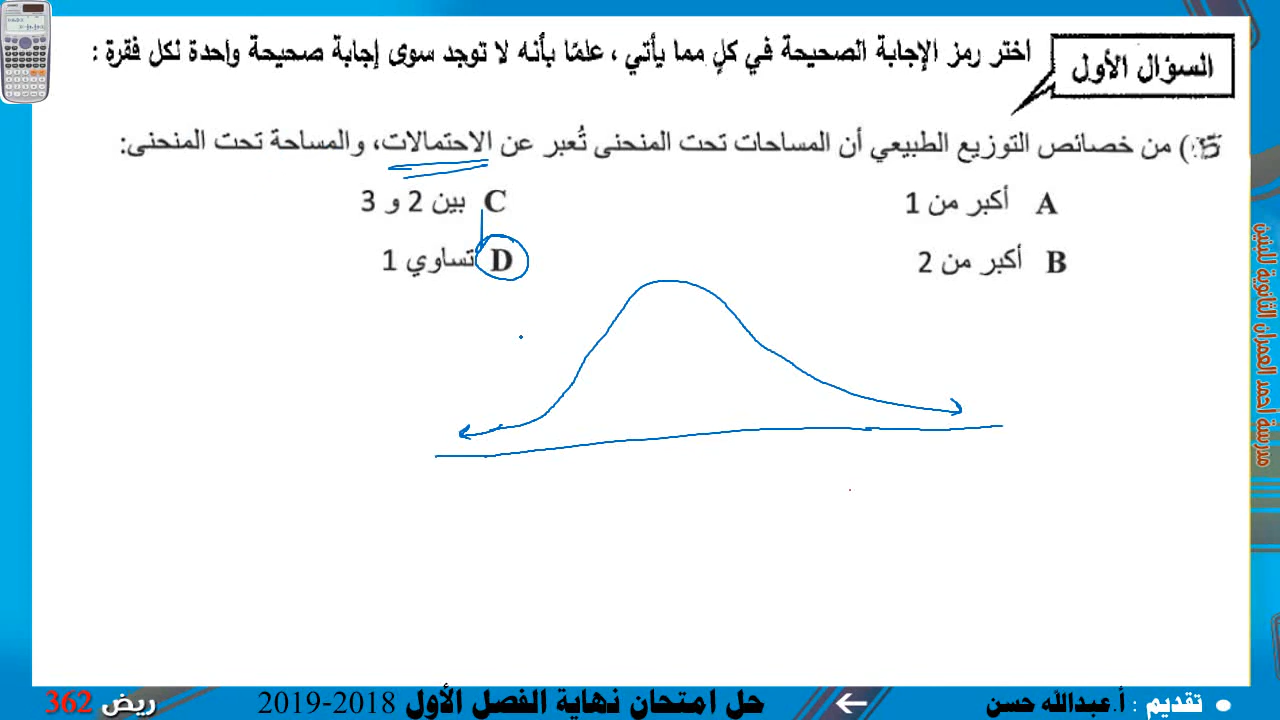 السؤال الأول
اختر رمز الإجابة الصحيحة في كلٍ مما يأتي ، علمًا بأنه لا توجد سوى إجابة صحيحة واحدة لكل فقرة :
5) من خصائص التوزيع الطبيعي أن المساحات تحت المنحنى تُعبر عن الاحتمالات، والمساحة تحت المنحنى:
A أكبر من 1
C بين 2 و 3
B أكبر من 2
D تساوي 1
مدرسة احمد العمران الثانوية للبنين
• تقديم : أ.عبدالله حسن
حل امتحان نهاية الفصل الأول 2018-2019
ريض 362